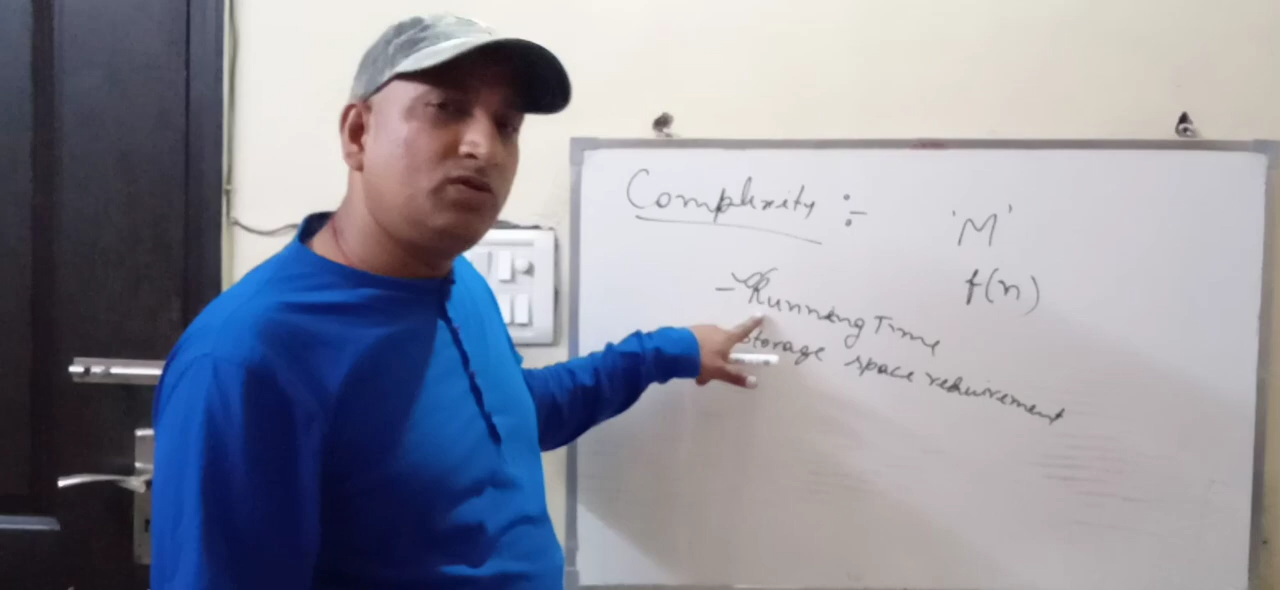 Complexity :-
'M'
f(n)
- Running Time
Storage space requirement